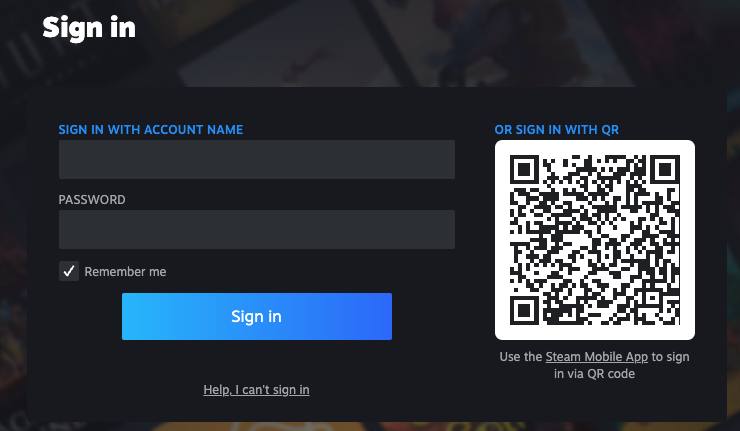 Sign in
SIGN IN WITH ACCOUNT NAME
PASSWORD
Remember me
Sign in
Help, I can't sign in
OR SIGN IN WITH QR
Use the Steam Mobile App to sign
in via QR code